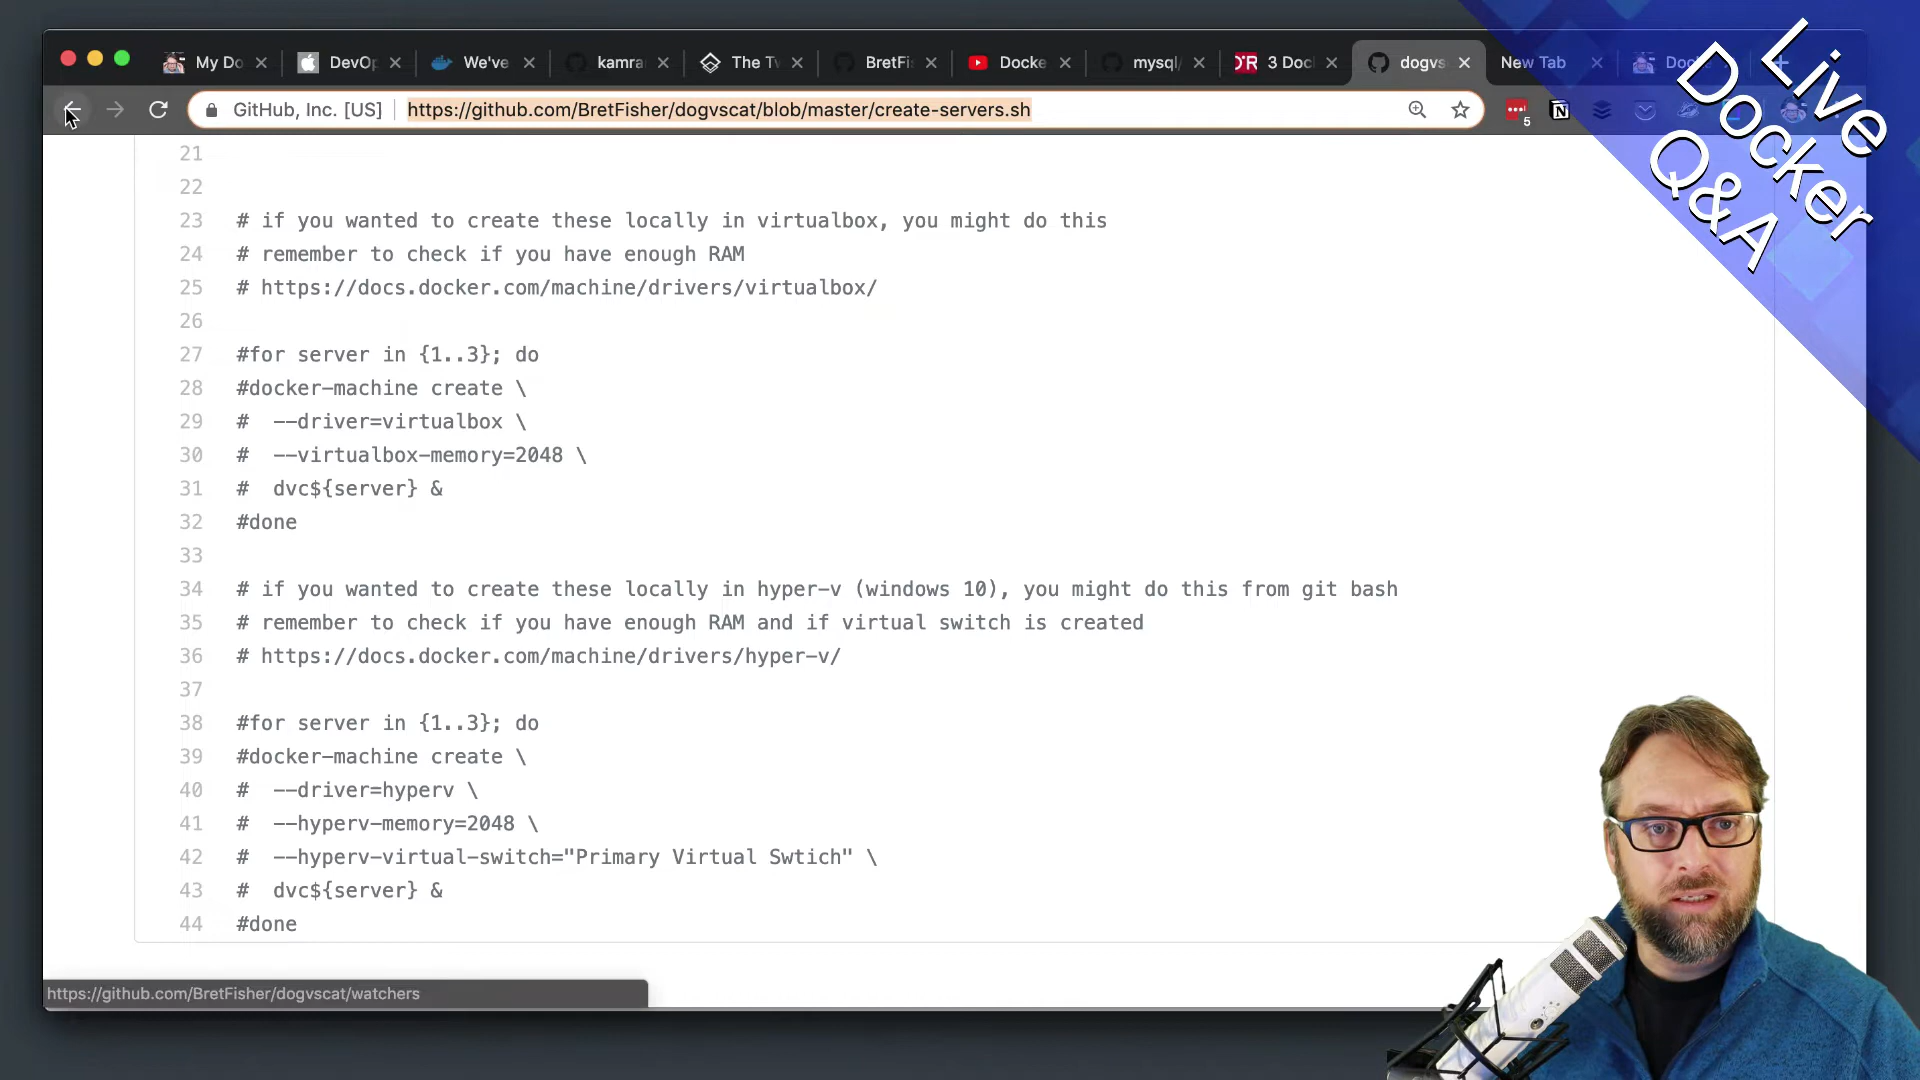 My Do
DevOp
We've
kamra
The Tw
BretFi
Docke
mysql/
D'R 3 Doc
dogvs
New Tab
Doc
GitHub, Inc. [US]
https://github.com/BretFisher/dogvscat/blob/master/create-servers.sh
5
Live
Docker
Q&A
21
22
23 # if you wanted to create these locally in virtualbox, you might do this
24 # remember to check if you have enough RAM
25 # https://docs.docker.com/machine/drivers/virtualbox/
26
27 #for server in {1..3}; do
28 #docker-machine create \
29 #  --driver=virtualbox \
30 #  --virtualbox-memory=2048 \
31 #  dvc${server} &
32 #done
33
34 # if you wanted to create these locally in hyper-v (windows 10), you might do this from git bash
35 # remember to check if you have enough RAM and if virtual switch is created
36 # https://docs.docker.com/machine/drivers/hyper-v/
37
38 #for server in {1..3}; do
39 #docker-machine create \
40 #  --driver=hyperv \
41 #  --hyperv-memory=2048 \
42 #  --hyperv-virtual-switch="Primary Virtual Swtich" \
43 #  dvc${server} &
44 #done
https://github.com/BretFisher/dogvscat/watchers